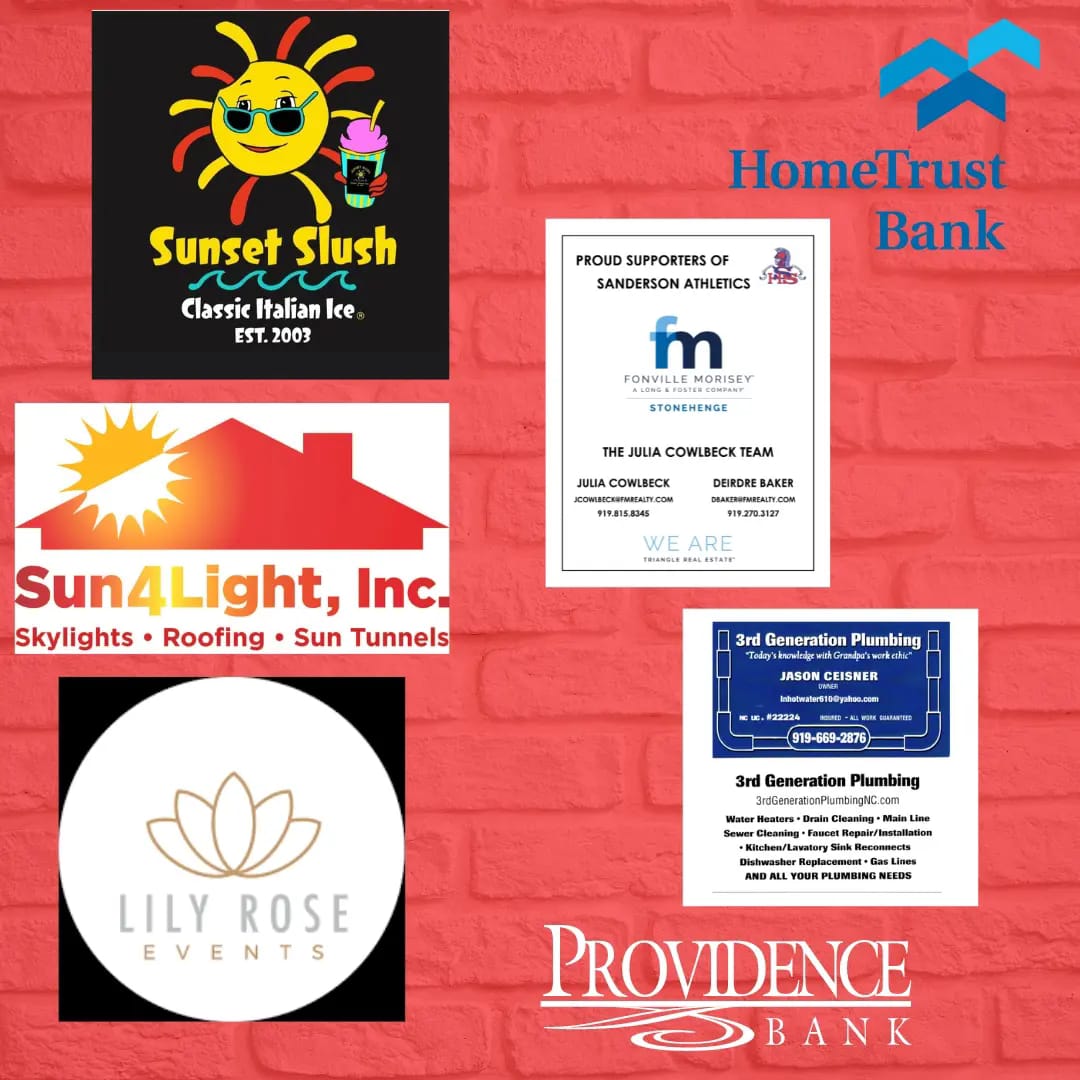 Sunset Slush
Classic Italian Ice®
EST. 2003
HomeTrust
Bank
PROUD SUPPORTERS OF
SANDERSON ATHLETICS
HS
fm
FONVILLE MORISEY
A LONG & FOSTER COMPANY
STONEHENGE
THE JULIA COWLBECK TEAM
JULIA COWLBECK
JCOWLBECK@FMREALTY.COM
919.815.8345
DEIRDRE BAKER
DBAKER@FMREALTY.COM
919.270.3127
WE ARE
TRIANGLE REAL ESTATE
Sun4Light, Inc.
Skylights • Roofing • Sun Tunnels
3rd Generation Plumbing
"Today's knowledge with Grandpa's work ethic"
JASON CEISNER
OWNER
Inhotwater610@yahoo.com
NC LIC. #22224 INSURED - ALL WORK GUARANTEED
919-669-2876
3rd Generation Plumbing
3rdGenerationPlumbingNC.com
Water Heaters • Drain Cleaning • Main Line
Sewer Cleaning • Faucet Repair/Installation
• Kitchen/Lavatory Sink Reconnects
Dishwasher Replacement • Gas Lines
AND ALL YOUR PLUMBING NEEDS
LILY ROSE
EVENTS
PROVIDENCE
BANK